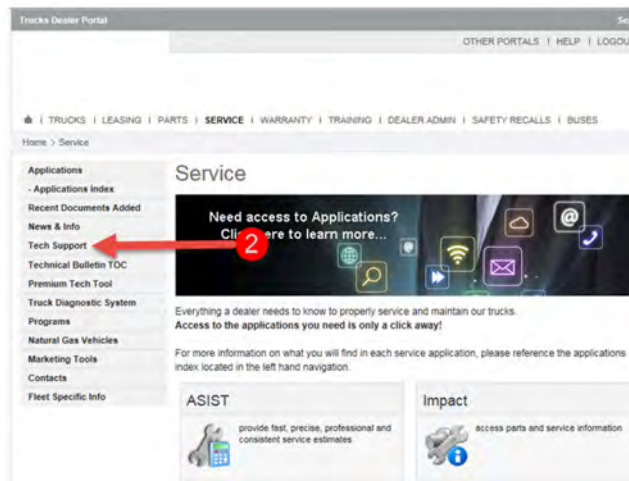 Trucks Dealer Portal
OTHER PORTALS | HELP | LOGOU
TRUCKS | LEASING | PARTS | SERVICE | WARRANTY | TRAINING | DEALER ADMIN | SAFETY RECALLS | BUSES
Home > Service
Applications
- Applications Index
Recent Documents Added
News & Info
Tech Support
Technical Bulletin TOC
Premium Tech Tool
Truck Diagnostic System
Programs
Natural Gas Vehicles
Marketing Tools
Contacts
Fleet Specific Info
Service
Need access to Applications?
ere to learn more...
2
@
@
Everything a dealer needs to know to properly service and maintain our trucks.
Access to the applications you need is only a click away!
For more information on what you will find in each service application, please reference the applications
index located in the left hand navigation.
ASIST
provide fast, precise, professional and
consistent service estimates
Impact
access parts and service information